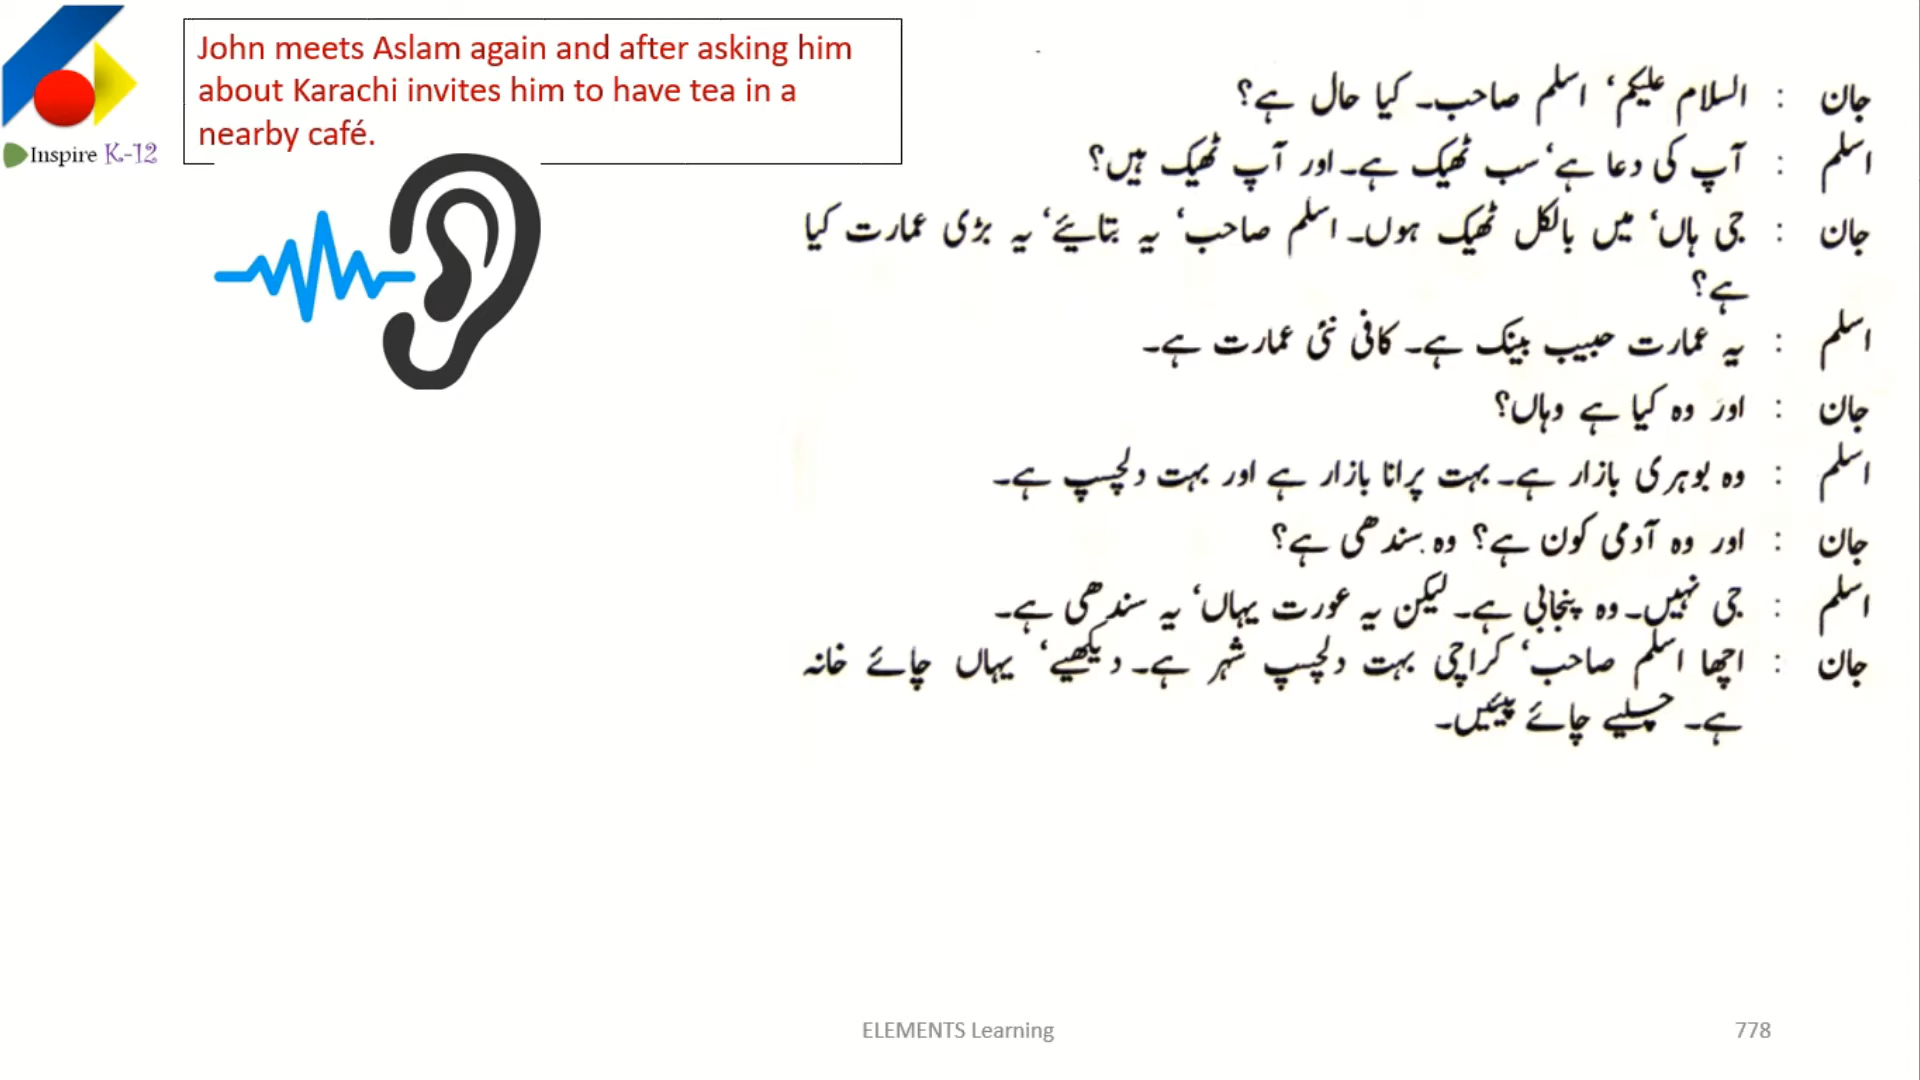 John meets Aslam again and after asking him
about Karachi invites him to have tea in a
nearby café.
Inspire K-12
جان : السلام علیکم‘ اسلم صاحب۔ کیا حال ہے؟
اسلم : آپ کی دعا ہے‘ سب ٹھیک ہے۔ اور آپ ٹھیک ہیں؟
جان : جی ہاں‘ میں بالکل ٹھیک ہوں۔ اسلم صاحب‘ یہ بتایئے‘ یہ بڑی عمارت کیا
ہے؟
اسلم : یہ عمارت حبیب بینک ہے۔ کافی نئی عمارت ہے۔
جان : اور وہ کیا ہے وہاں؟
اسلم : وہ بوہری بازار ہے۔ بہت پرانا بازار ہے اور بہت دلچسپ ہے۔
جان : اور وہ آدمی کون ہے؟ وہ سندھی ہے؟
اسلم : جی نہیں۔ وہ پنجابی ہے۔ لیکن یہ عورت یہاں‘ یہ سندھی ہے۔
جان : اچھا اسلم صاحب‘ کراچی بہت دلچسپ شہر ہے۔ دیکھیے‘ یہاں چائے خانہ
ہے۔ چلیے چائے پیئیں۔
ELEMENTS Learning
778